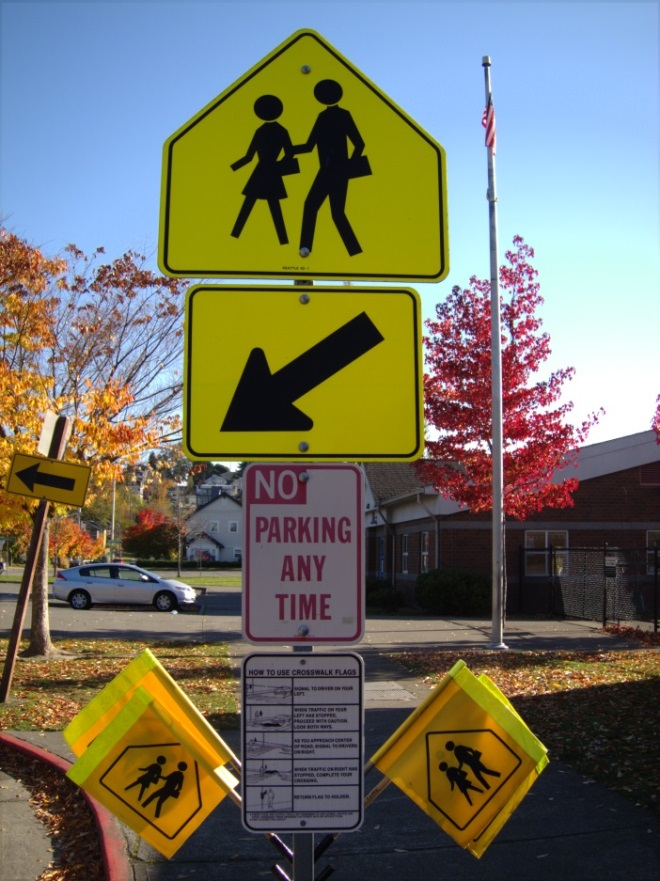 NO
PARKING
ANY
TIME
HOW TO USE CROSSWALK FLAGS
SIGNAL TO DRIVER ON YOUR
LEFT.
WHEN TRAFFIC ON YOUR
LEFT HAS STOPPED,
PROCEED WITH CAUTION.
LOOK BOTH WAYS.
AS YOU APPROACH CENTER
OF ROAD, SIGNAL TO DRIVERS
ON RIGHT.
WHEN TRAFFIC ON RIGHT HAS
STOPPED, COMPLETE YOUR
CROSSING.
RETURN FLAG TO HOLDER.